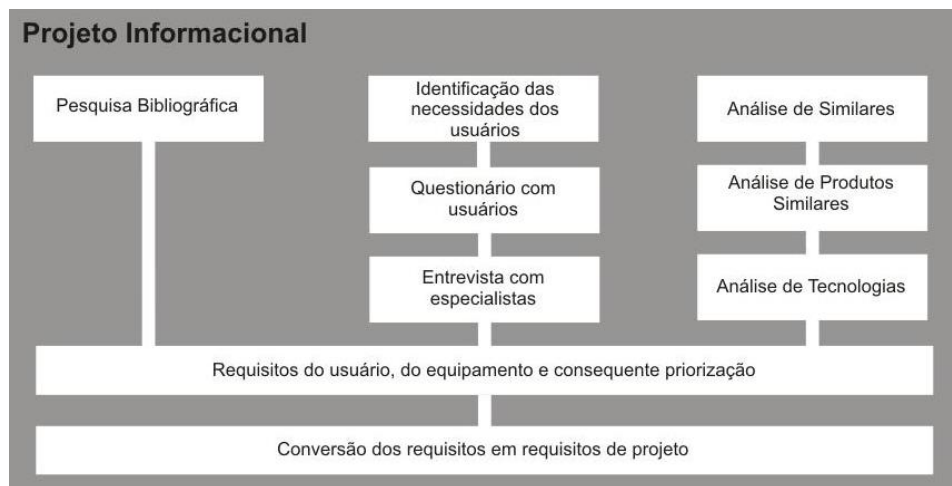 Projeto Informacional
Pesquisa Bibliográfica
Identificação das
necessidades dos
usuários
Análise de Similares
Questionário com
usuários
Análise de Produtos
Similares
Entrevista com
especialistas
Análise de Tecnologias
Requisitos do usuário, do equipamento e consequente priorização
Conversão dos requisitos em requisitos de projeto